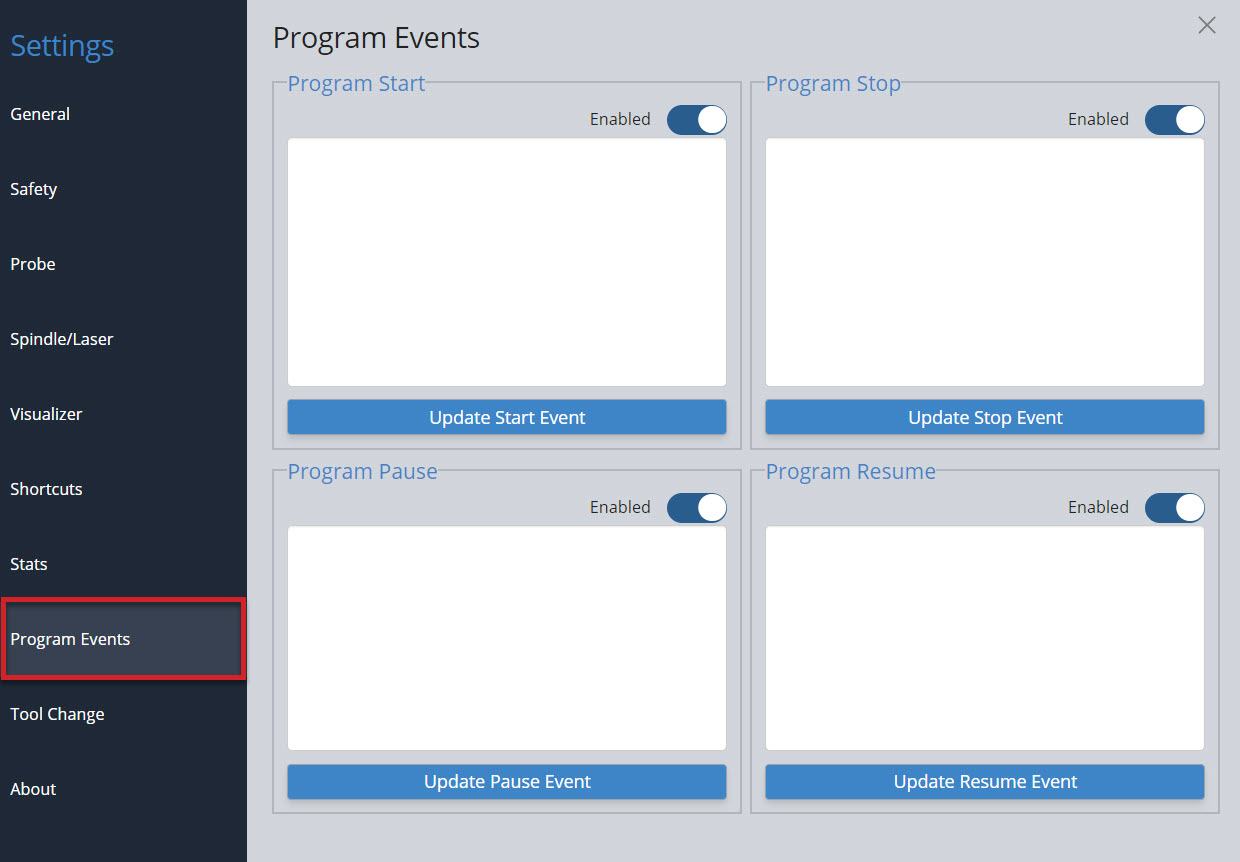 Settings
General
Safety
Probe
Spindle/Laser
Visualizer
Shortcuts
Stats
Program Events
Tool Change
About
Program Events
Program Start
Enabled
Update Start Event
Program Stop
Enabled
Update Stop Event
Program Pause
Enabled
Update Pause Event
Program Resume
Enabled
Update Resume Event